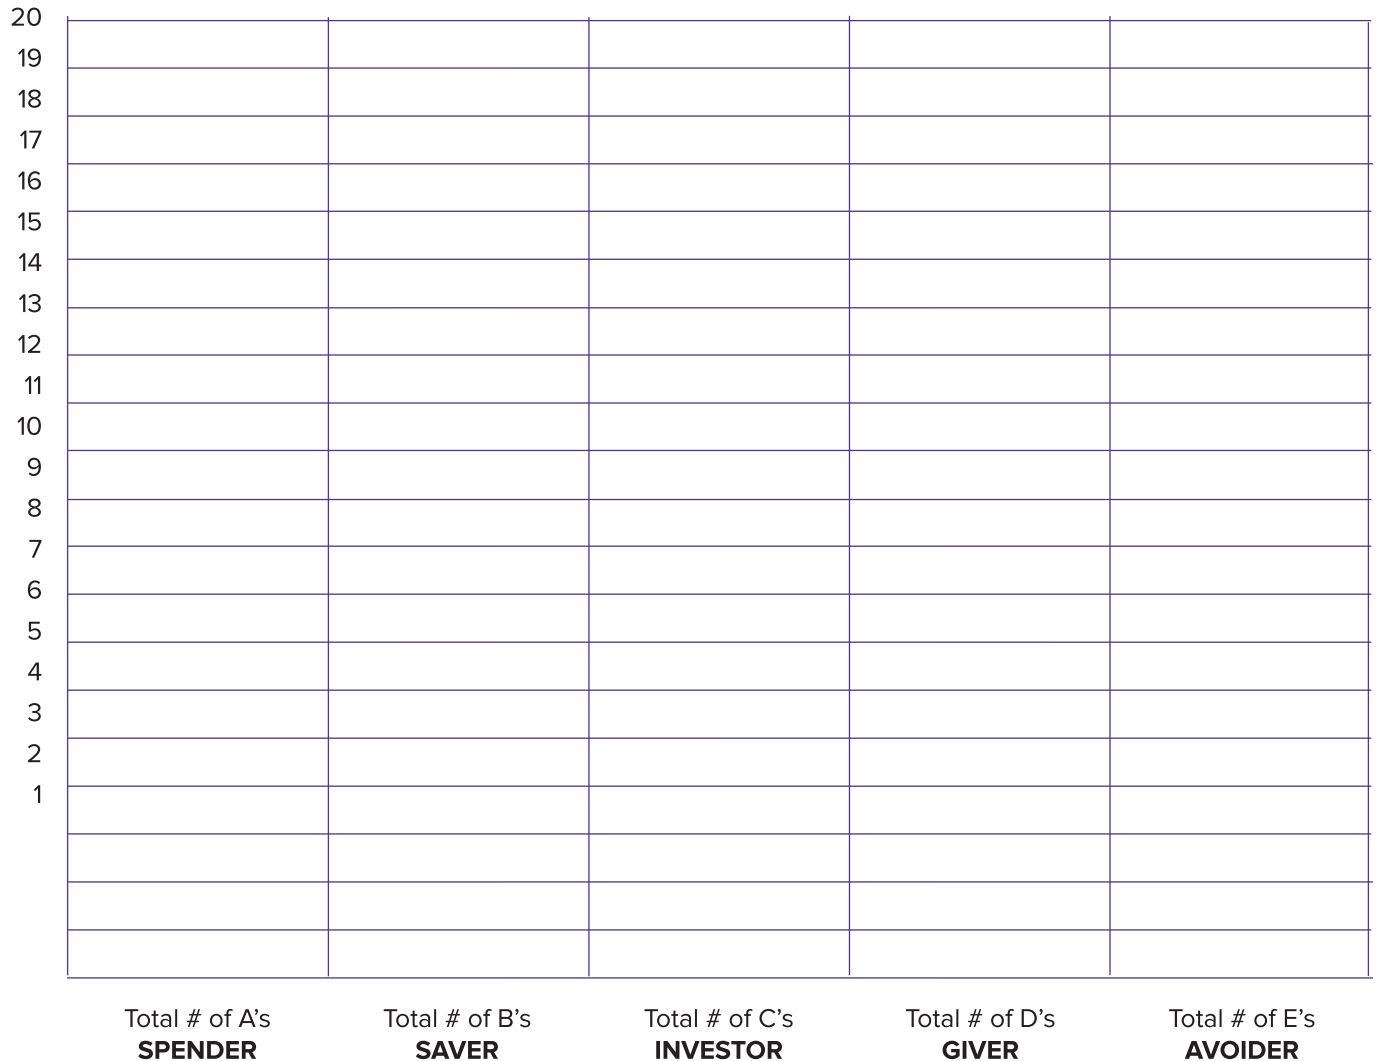 20
19
18
17
16
15
14
13
12
11
10
9
8
7
6
5
4
3
2
1
Total # of A’s
SPENDER
Total # of B’s
SAVER
Total # of C’s
INVESTOR
Total # of D’s
GIVER
Total # of E’s
AVOIDER